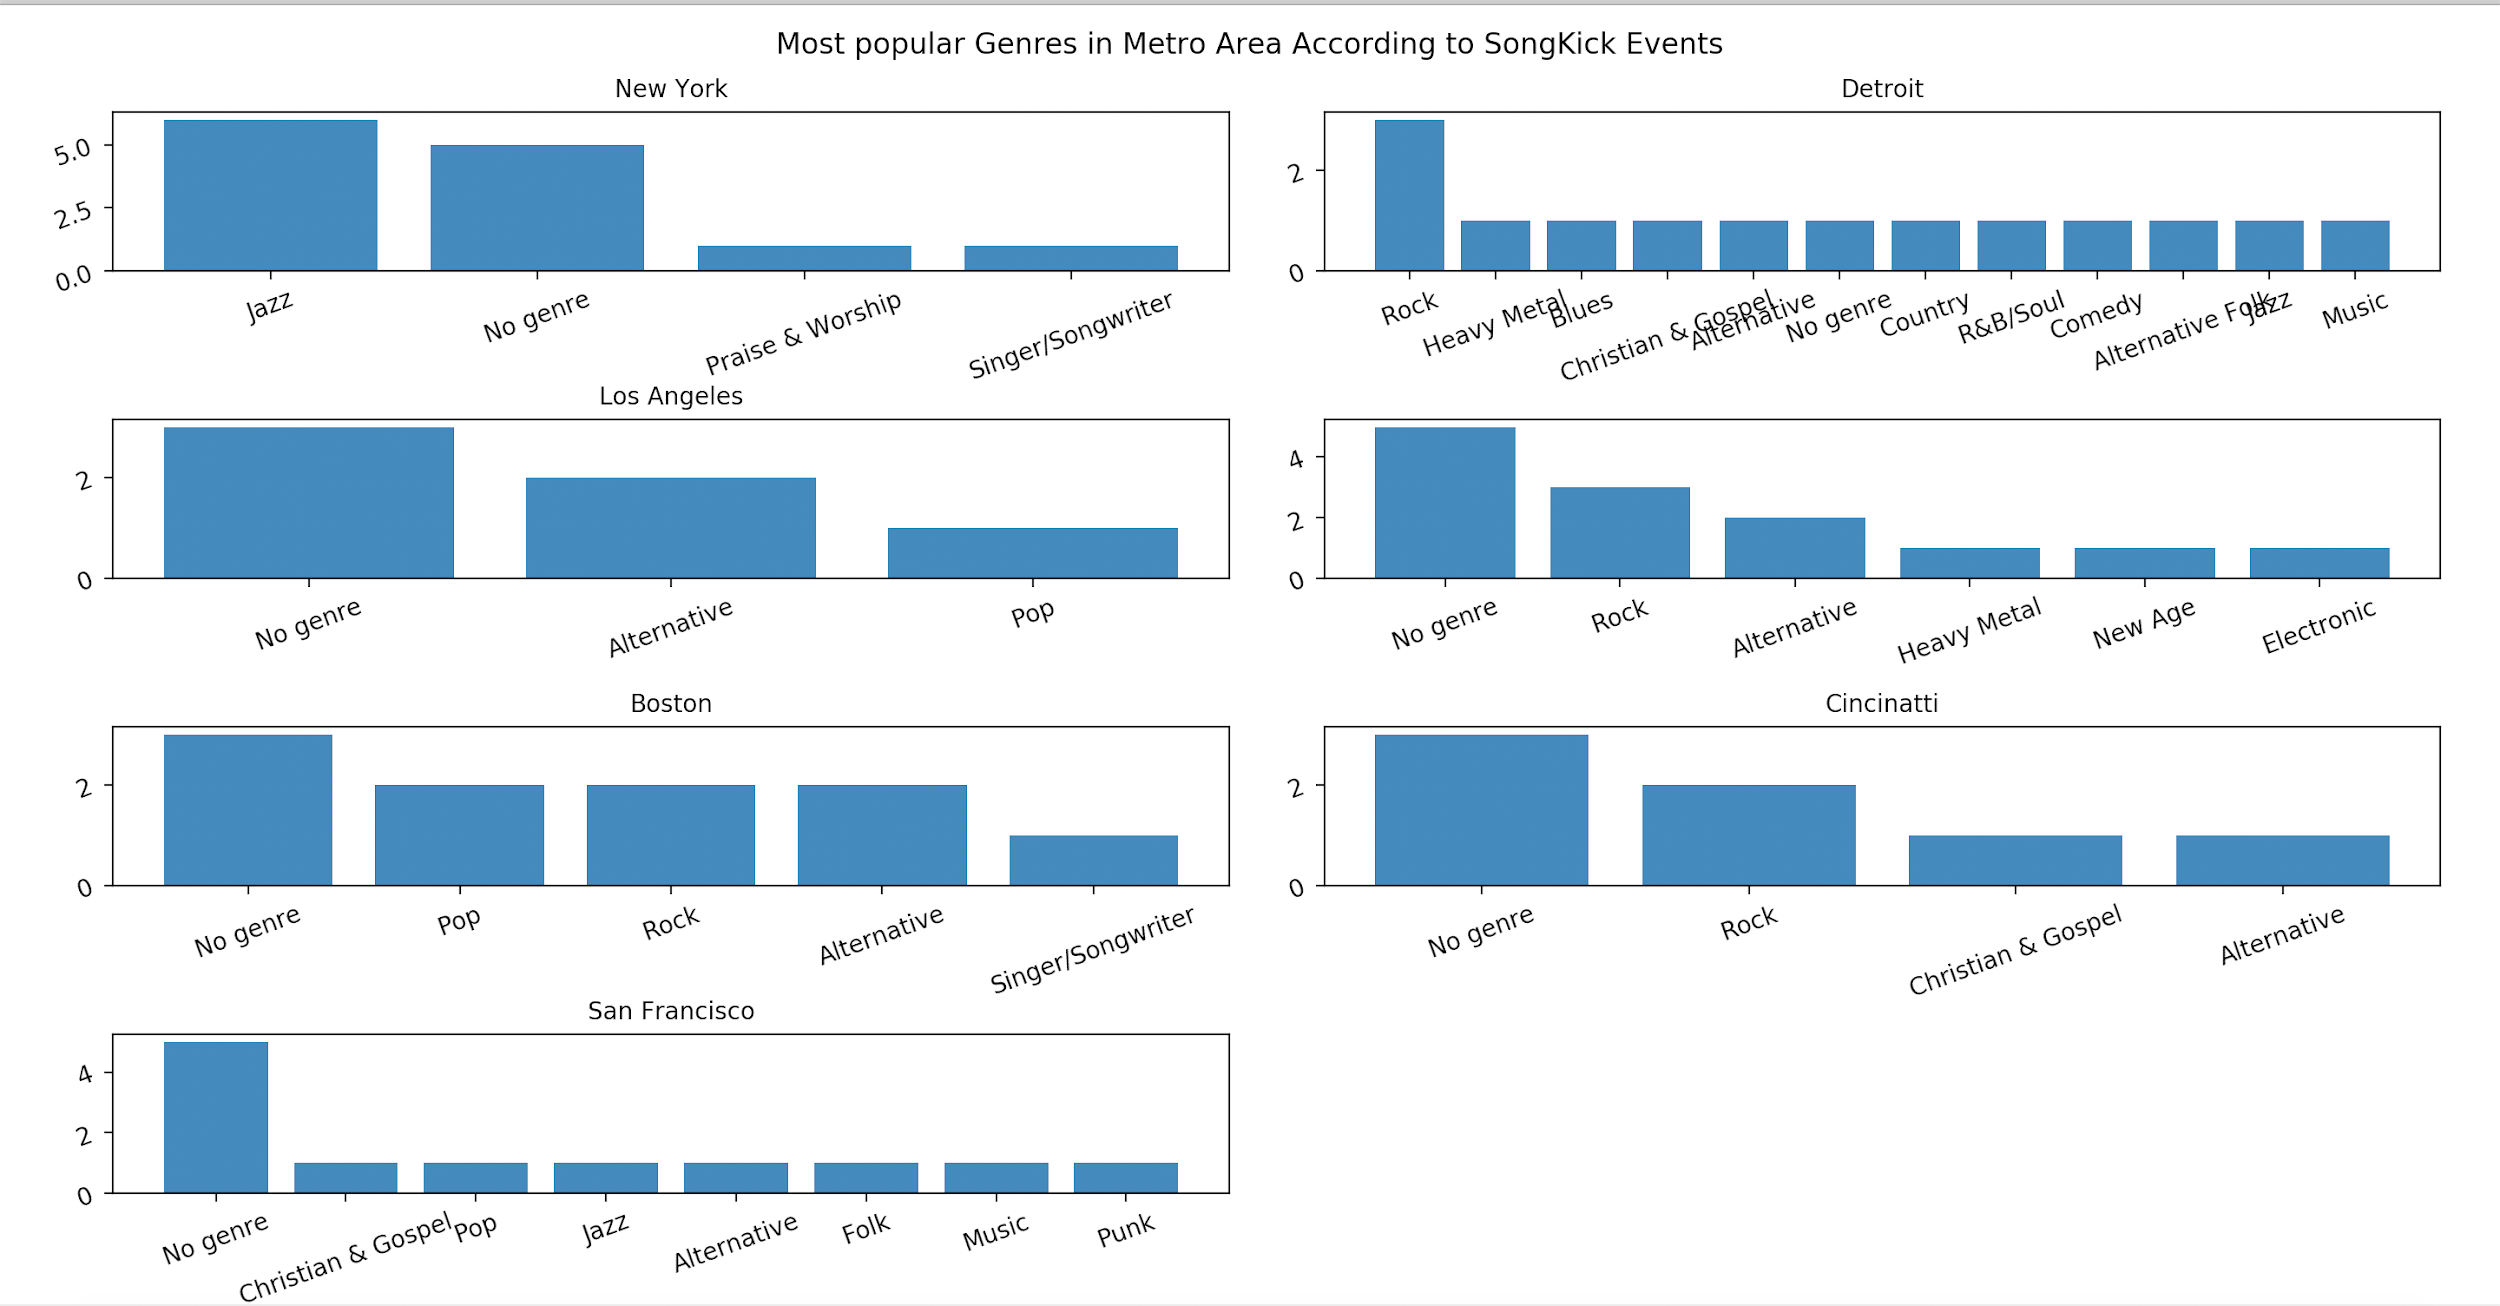 Most popular Genres in Metro Area According to SongKick Events
New York
5.0
2.5
0.0
Jazz
No genre
Praise & Worship
Singer/Songwriter
Detroit
2
0
Rock
Heavy Metal
Blues
Christian & Gospel
Alternative
No genre
Country
R&B/Soul
Comedy
Alternative Folk
Jazz
Music
Los Angeles
2
0
No genre
Alternative
Pop
4
2
0
No genre
Rock
Alternative
Heavy Metal
New Age
Electronic
Boston
2
0
No genre
Pop
Rock
Alternative
Singer/Songwriter
Cincinatti
2
0
No genre
Rock
Christian & Gospel
Alternative
San Francisco
4
2
0
No genre
Christian & Gospel
Pop
Jazz
Alternative
Folk
Music
Punk